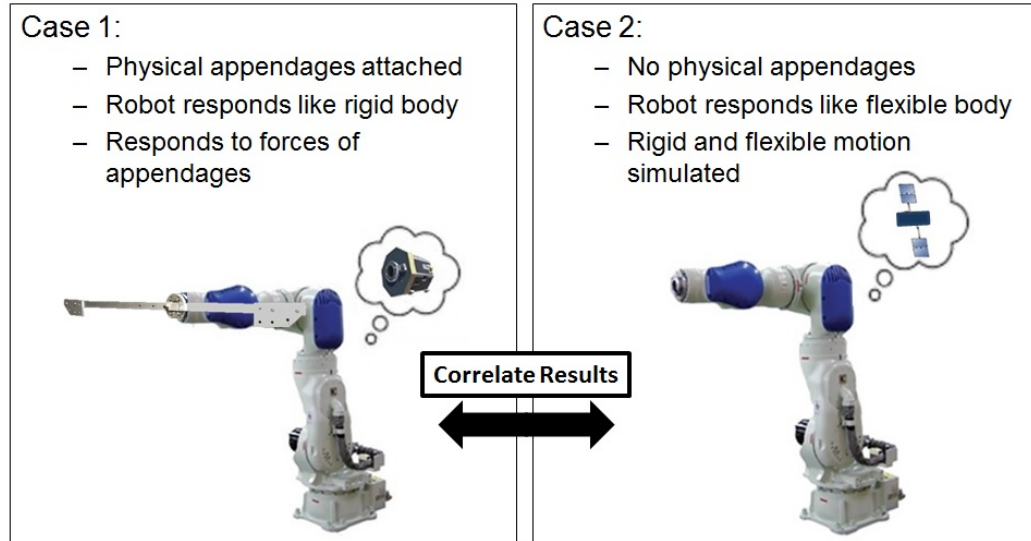 Case 1:
– Physical appendages attached
– Robot responds like rigid body
– Responds to forces of
appendages
Case 2:
– No physical appendages
– Robot responds like flexible body
– Rigid and flexible motion
simulated
Correlate Results